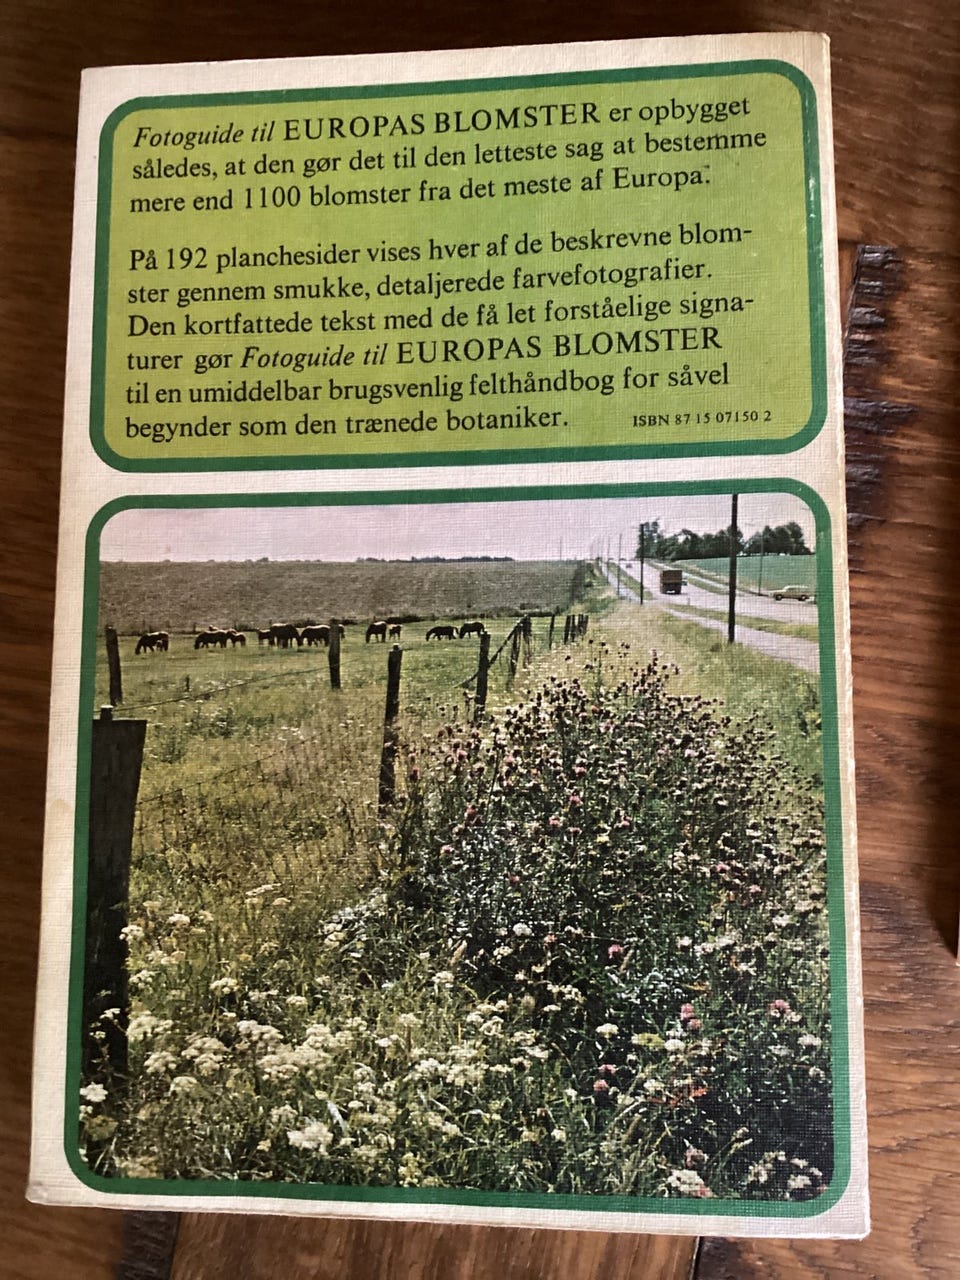 Fotoguide til EUROPAS BLOMSTER er opbygget
således, at den gør det til den letteste sag at bestemme
mere end 1100 blomster fra det meste af Europa.
På 192 planchesider vises hver af de beskrevne blom-
ster gennem smukke, detaljerede farvefotografier.
Den kortfattede tekst med de få let forståelige signa-
turer gør Fotoguide til EUROPAS BLOMSTER
til en umiddelbar brugsvenlig felthåndbog for såvel
begynder som den trænede botaniker. ISBN 87 15 07150 2